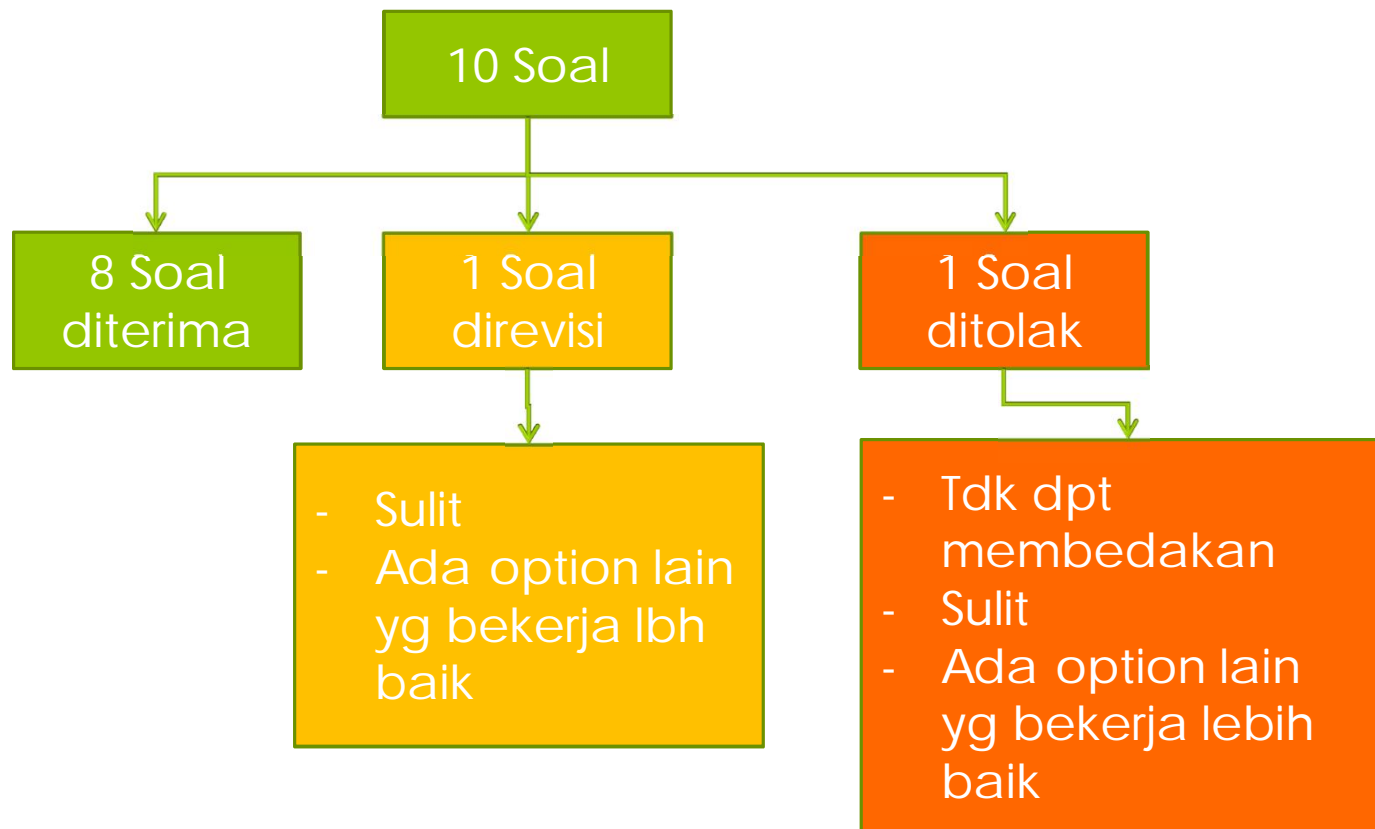 10 Soal
8 Soal
diterima
1 Soal
direvisi
1 Soal
ditolak
- Sulit
- Ada option lain
yg bekerja lbh
baik
- Tdk dpt
membedakan
- Sulit
- Ada option lain
yg bekerja lebih
baik